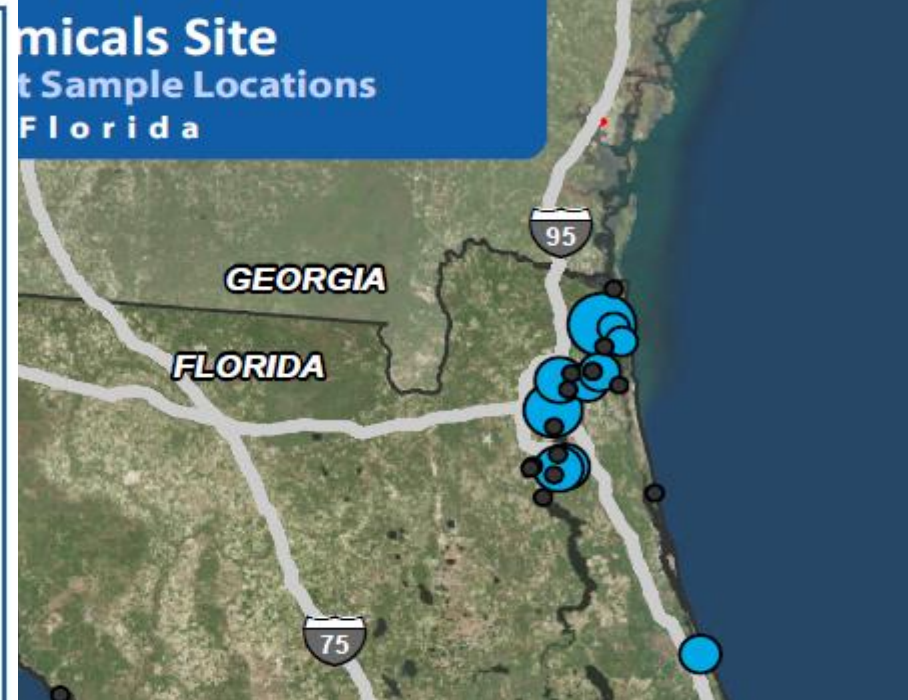 micals Site
t Sample Locations
Florida
95
GEORGIA
FLORIDA
75